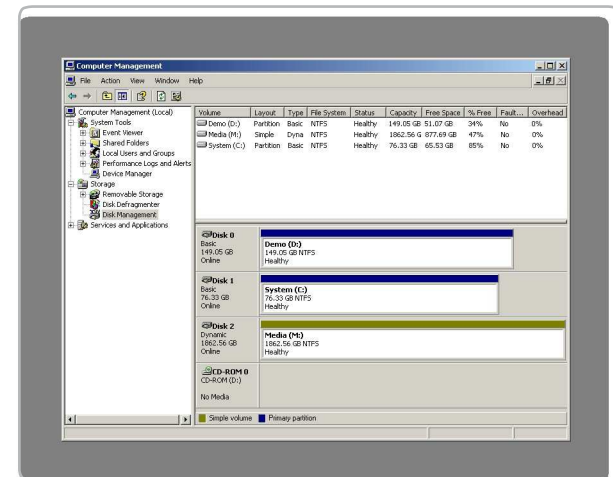 Computer Management
File Action View Window Help
Computer Management (Local)
System Tools
Event Viewer
Shared Folders
Local Users and Groups
Performance Logs and Alerts
Device Manager
Storage
Removable Storage
Disk Defragmenter
Disk Management
Services and Applications
Volume Layout Type File System Status Capacity Free Space % Free Fault... Overhead
Demo (D:) Partition Basic NTFS Healthy 149.05 GB 51.07 GB 34% No 0%
Media (M:) Simple Dyna NTFS Healthy 1862.56 G 877.69 GB 47% No 0%
System (C:) Partition Basic NTFS Healthy 76.33 GB 65.53 GB 85% No 0%
Disk 0
Basic
149.05 GB
Online
Demo (D:)
149.05 GB NTFS
Healthy
Disk 1
Basic
76.33 GB
Online
System (C:)
76.33 GB NTFS
Healthy
Disk 2
Dynamic
1862.56 GB
Online
Media (M:)
1862.56 GB NTFS
Healthy
CD-ROM 0
CD-ROM (D:)
No Media
Simple volume Primary partition